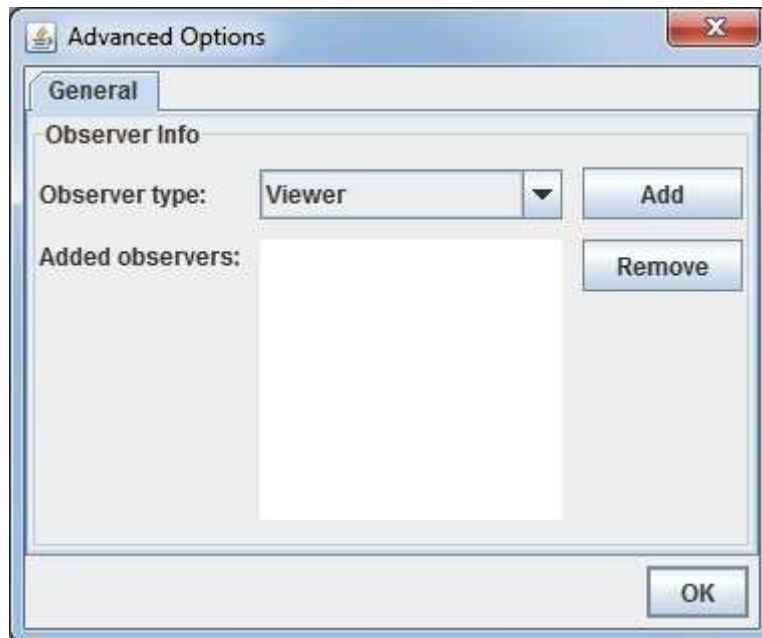 Advanced Options
General
Observer Info
Observer type: Viewer Add
Added observers: Remove
OK